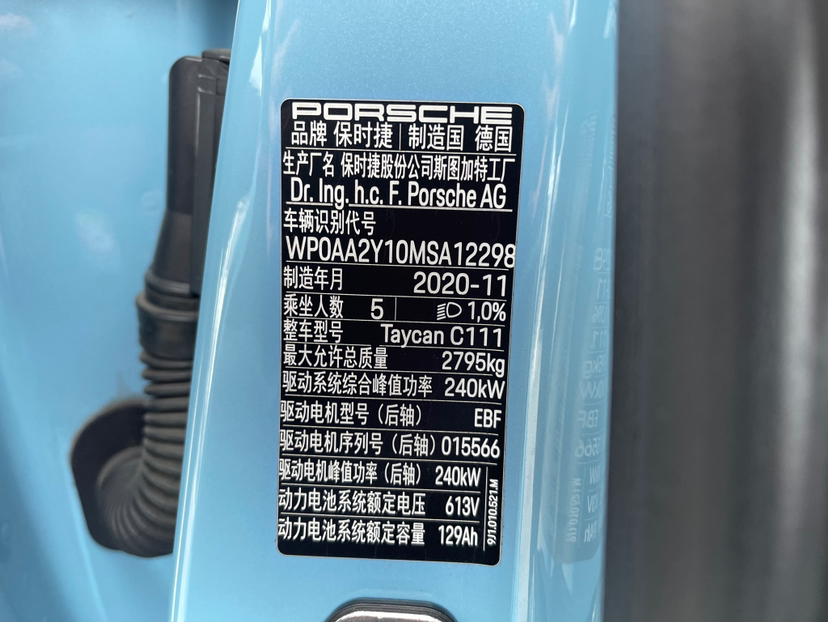 PORSCHE
品牌 保时捷 制造国 德国
生产厂名 保时捷股份公司斯图加特工厂
Dr. Ing. h.c. F. Porsche AG
车辆识别代号
WP0AA2Y10MSA12298
制造年月 2020-11
乘坐人数 5 1,0%
整车型号 Taycan C111
最大允许总质量 2795kg
驱动系统综合峰值功率 240kW
驱动电机型号（后轴） EBF
驱动电机序列号（后轴）015566
驱动电机峰值功率（后轴） 240kW
动力电池系统额定电压 613V
动力电池系统额定容量 129Ah
9J1.010.521.M